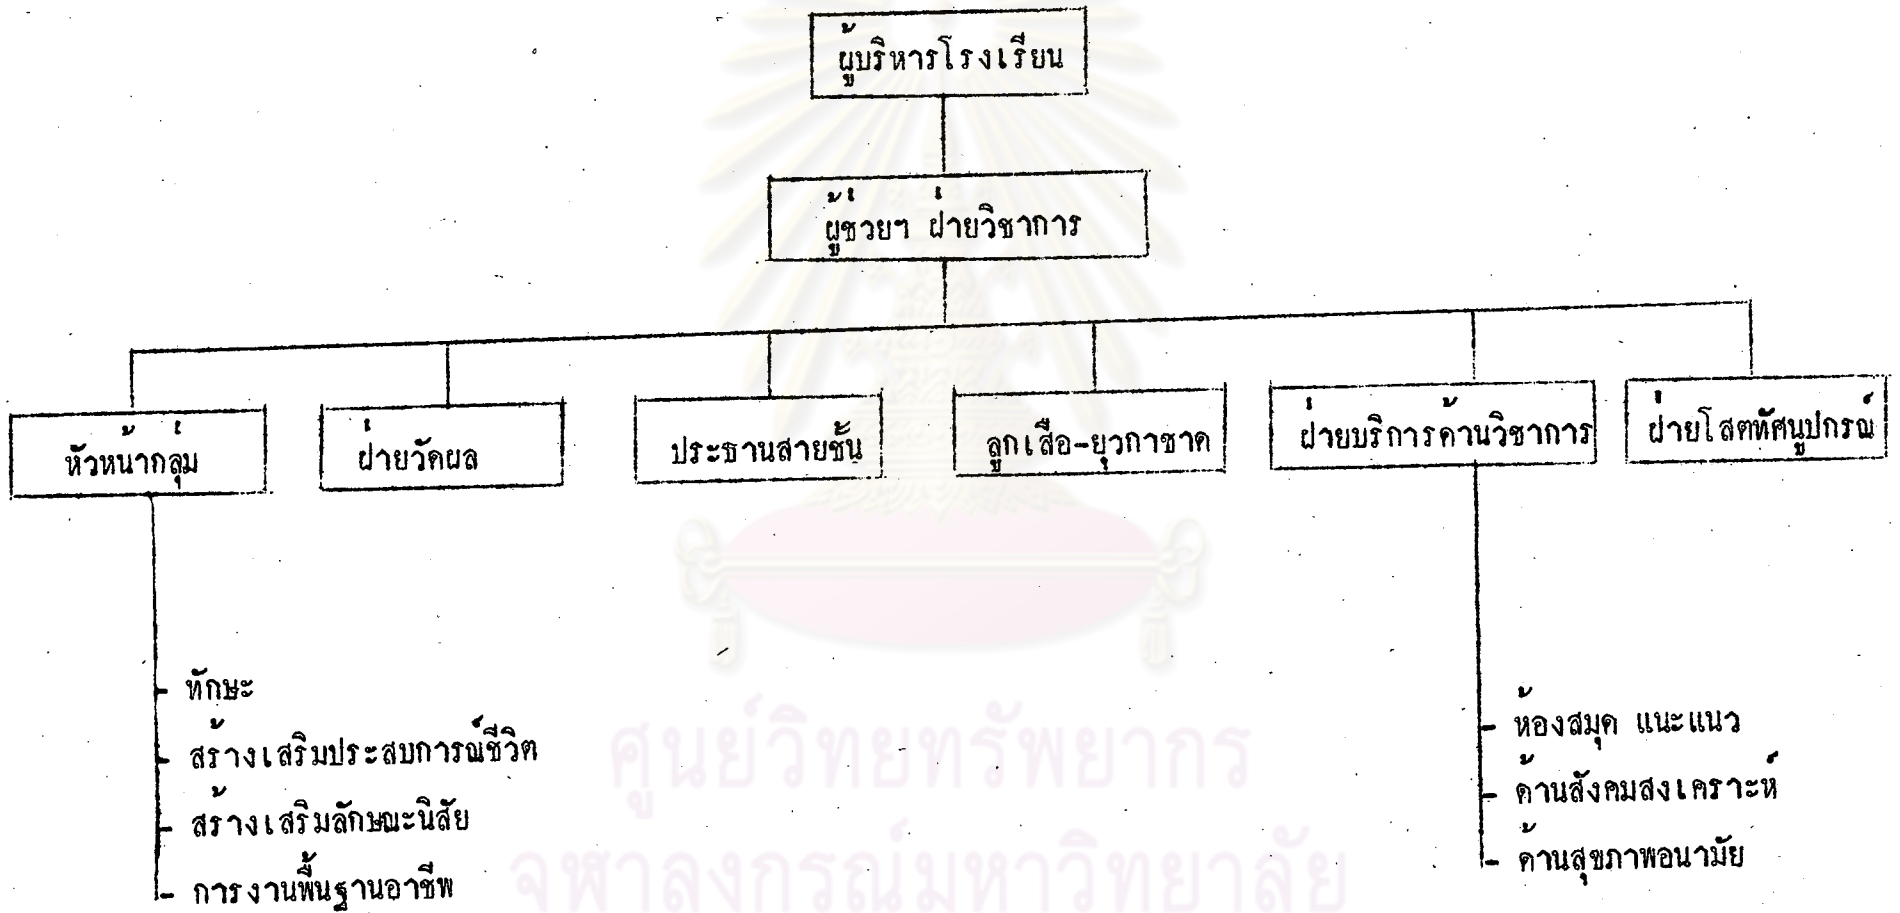 ผู้บริหารโรงเรียน
ผู้ช่วยฯ ฝ่ายวิชาการ
หัวหน้ากลุ่ม
ฝ่ายวัดผล
ประธานสายชั้น
ลูกเสือ-ยุวกาชาด
ฝ่ายบริการด้านวิชาการ
ฝ่ายโสตทัศนูปกรณ์
- ทักษะ
- สร้างเสริมประสบการณ์ชีวิต
- สร้างเสริมลักษณะนิสัย
- การงานพื้นฐานอาชีพ
- ห้องสมุด แนะแนว
- ด้านสังคมสงเคราะห์
- ด้านสุขภาพอนามัย
ศูนย์วิทยทรัพยากร
จุฬาลงกรณ์มหาวิทยาลัย